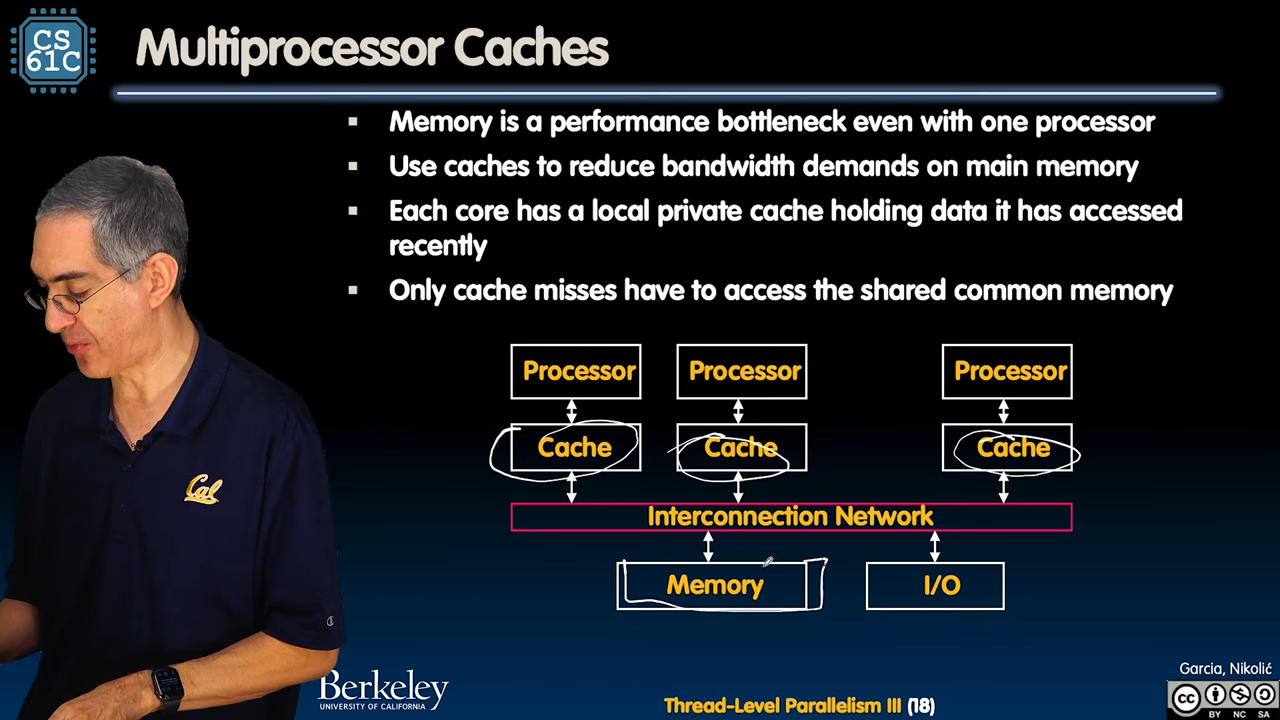 CS
61C
Multiprocessor Caches
Memory is a performance bottleneck even with one processor
Use caches to reduce bandwidth demands on main memory
Each core has a local private cache holding data it has accessed
recently
Only cache misses have to access the shared common memory
Processor Processor Processor
Cache Cache Cache
Interconnection Network
Memory I/O
Cal
Berkeley
UNIVERSITY OF CALIFORNIA
Thread-Level Parallelism III (18)
Garcia, Nikolić
cc
BY NC SA